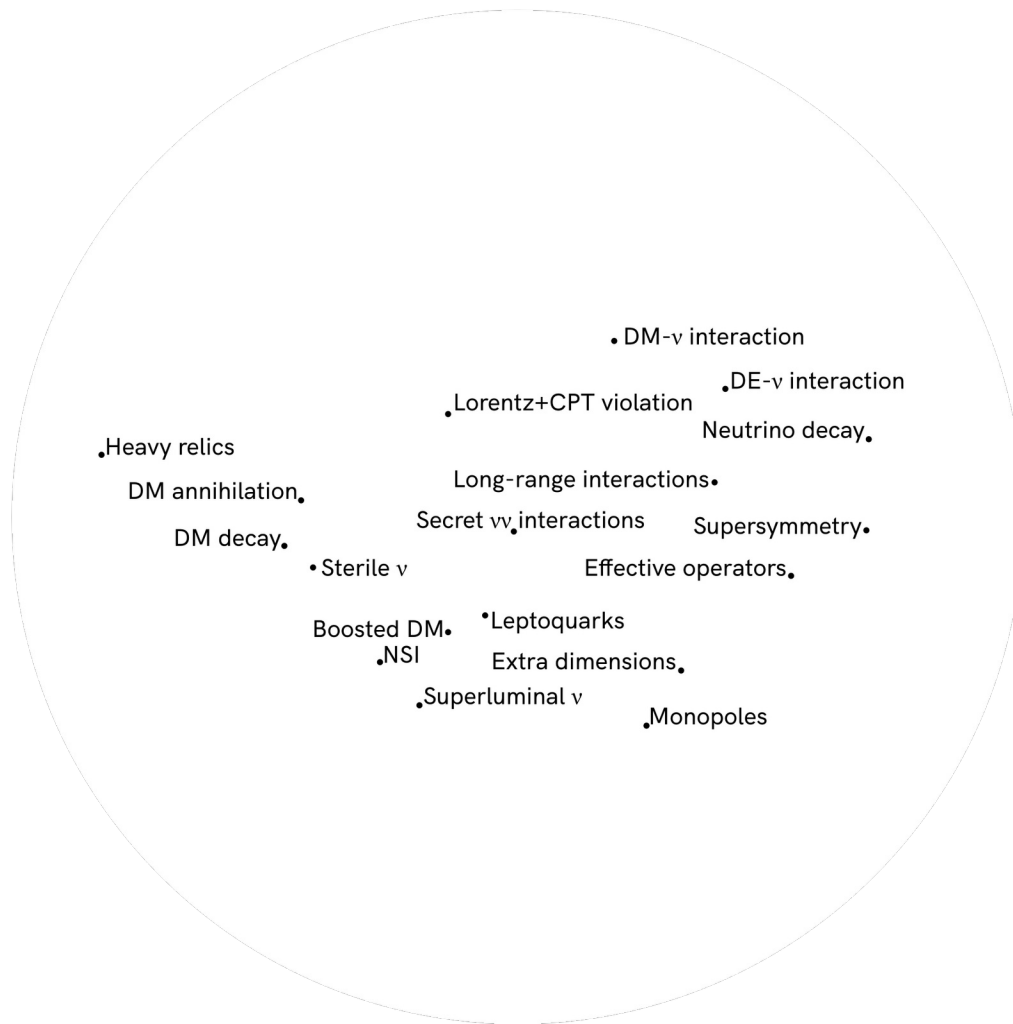 DM-ν interaction
DE-ν interaction
Lorentz+CPT violation
Neutrino decay
Heavy relics
Long-range interactions
DM annihilation
Secret νν interactions
Supersymmetry
DM decay
Sterile ν
Effective operators
Leptoquarks
Boosted DM
NSI
Extra dimensions
Superluminal ν
Monopoles